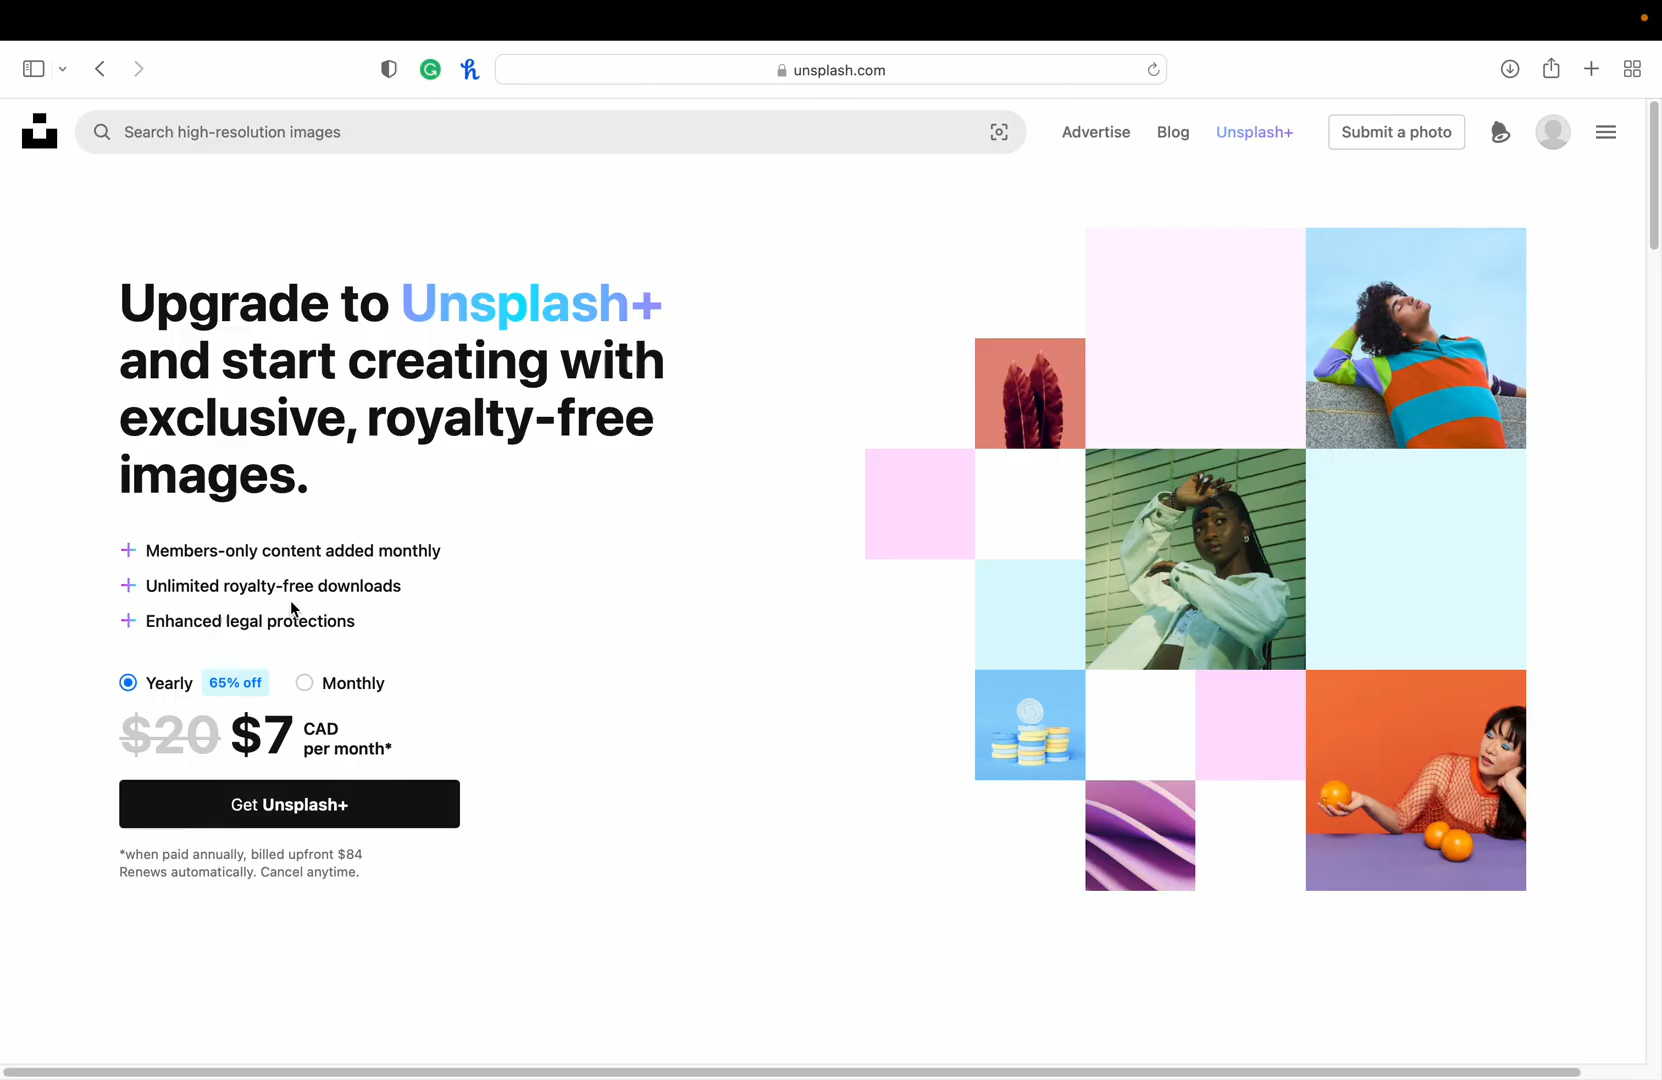 unsplash.com
Search high-resolution images
Advertise
Blog
Unsplash+
Submit a photo
Upgrade to Unsplash+
and start creating with
exclusive, royalty-free
images.
Members-only content added monthly
Unlimited royalty-free downloads
Enhanced legal protections
Yearly 65% off Monthly
$20 $7 CAD
per month*
Get Unsplash+
*when paid annually, billed upfront $84
Renews automatically. Cancel anytime.